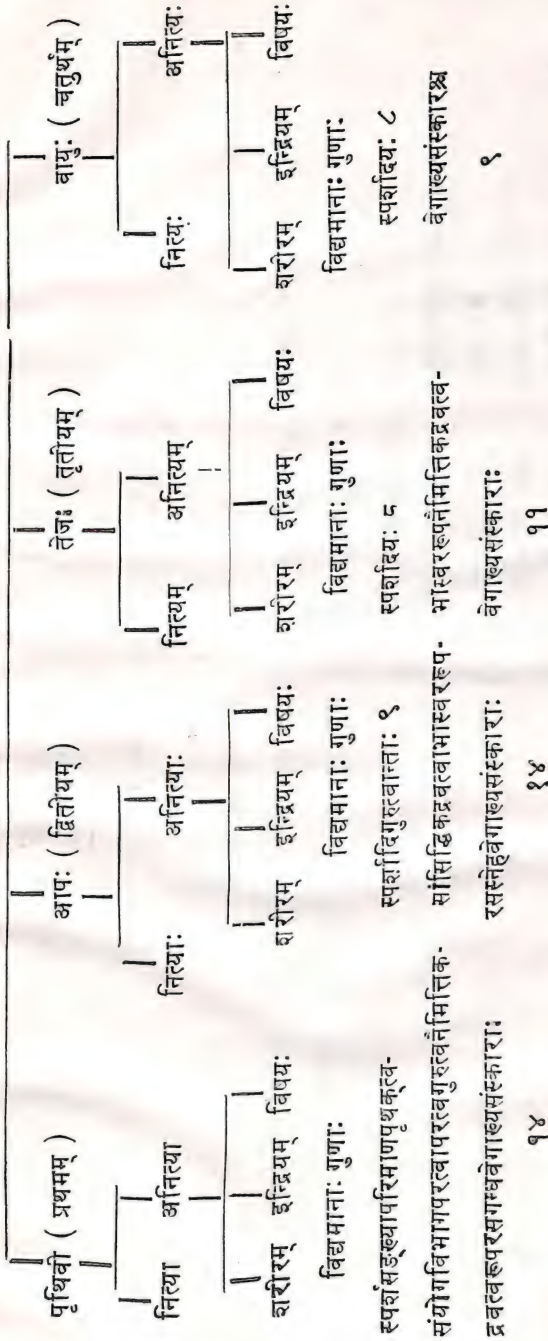 पृथिवी ( प्रथमम् )
नित्या अनित्या
शरीरम् इन्द्रियम् विषयः
विद्यमानाः गुणाः
स्पर्शसङ्ख्यापरिमाणपृथक्त्व-
संयोगविभागपरत्वापरत्वगुरुत्वनैमित्तिक-
द्रवत्वरूपरसगन्धवेगाख्यसंस्काराः
१४
आपः ( द्वितीयम् )
नित्याः अनित्याः
शरीरम् इन्द्रियम् विषयः
विद्यमानाः गुणाः
स्पर्शादिगुरुत्वान्ताः ९
सांसिद्धिकद्रवत्वाभास्वररूप-
रसस्नेहवेगाख्यसंस्काराः
१४
तेजः ( तृतीयम् )
नित्यम् अनित्यम्
शरीरम् इन्द्रियम् विषयः
विद्यमानाः गुणाः
स्पर्शादयः ८
भास्वररूपनैमित्तिकद्रवत्व-
वेगाख्यसंस्काराः
११
वायुः ( चतुर्थम् )
नित्यः अनित्यः
शरीरम् इन्द्रियम् विषयः
विद्यमानाः गुणाः
स्पर्शादयः ८
वेगाख्यसंस्कारश्च
९